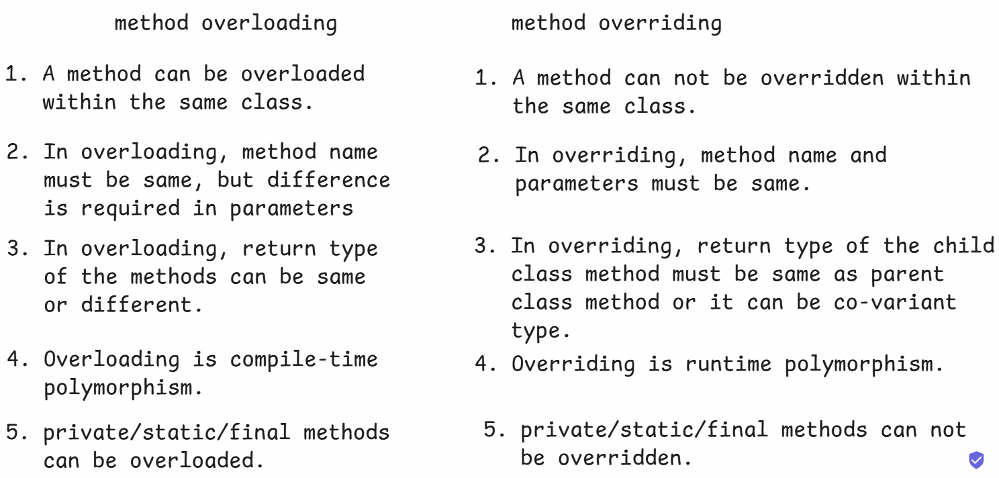 method overloading
1. A method can be overloaded
within the same class.
2. In overloading, method name
must be same, but difference
is required in parameters
3. In overloading, return type
of the methods can be same
or different.
4. Overloading is compile-time
polymorphism.
5. private/static/final methods
can be overloaded.
method overriding
1. A method can not be overridden within
the same class.
2. In overriding, method name and
parameters must be same.
3. In overriding, return type of the child
class method must be same as parent
class method or it can be co-variant
type.
4. Overriding is runtime polymorphism.
5. private/static/final methods can not
be overridden.